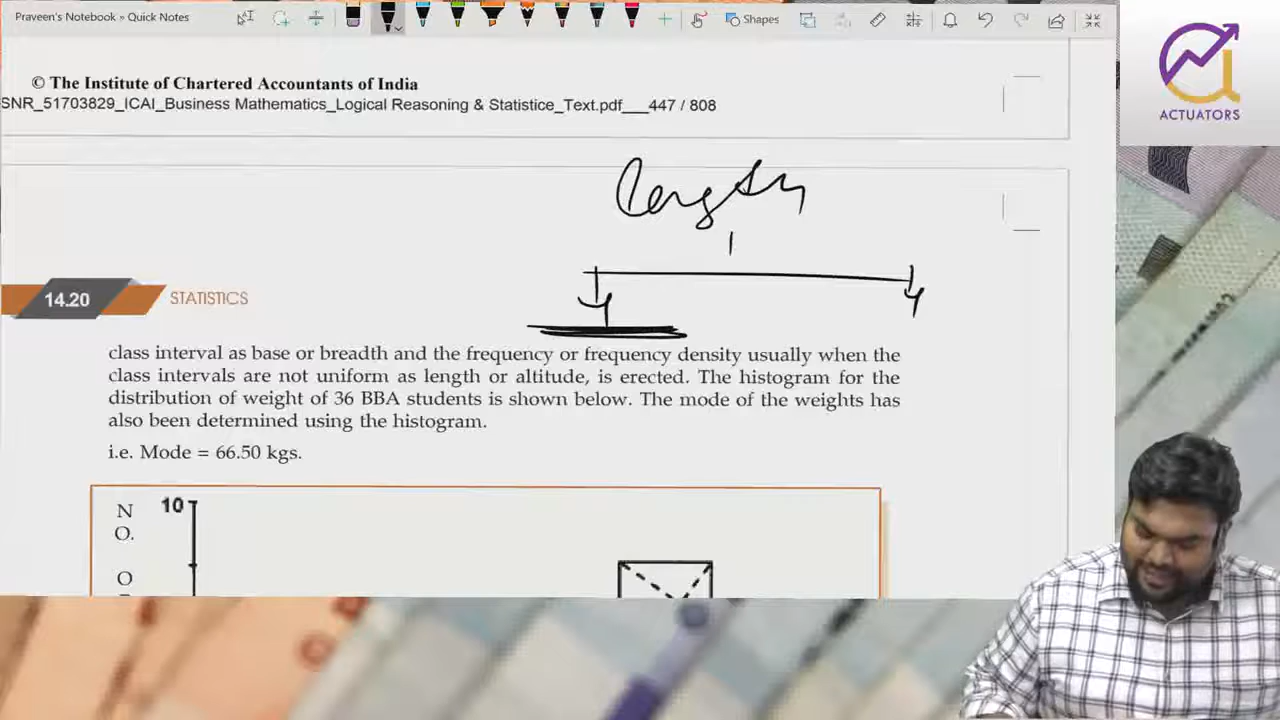 Praveen's Notebook » Quick Notes
Shapes
ACTUATORS
© The Institute of Chartered Accountants of India
SNR_51703829_ICAI_Business Mathematics_Logical Reasoning & Statistice_Text.pdf___447 / 808
length
14.20
STATISTICS
class interval as base or breadth and the frequency or frequency density usually when the
class intervals are not uniform as length or altitude, is erected. The histogram for the
distribution of weight of 36 BBA students is shown below. The mode of the weights has
also been determined using the histogram.
i.e. Mode = 66.50 kgs.
N
O.
O
10